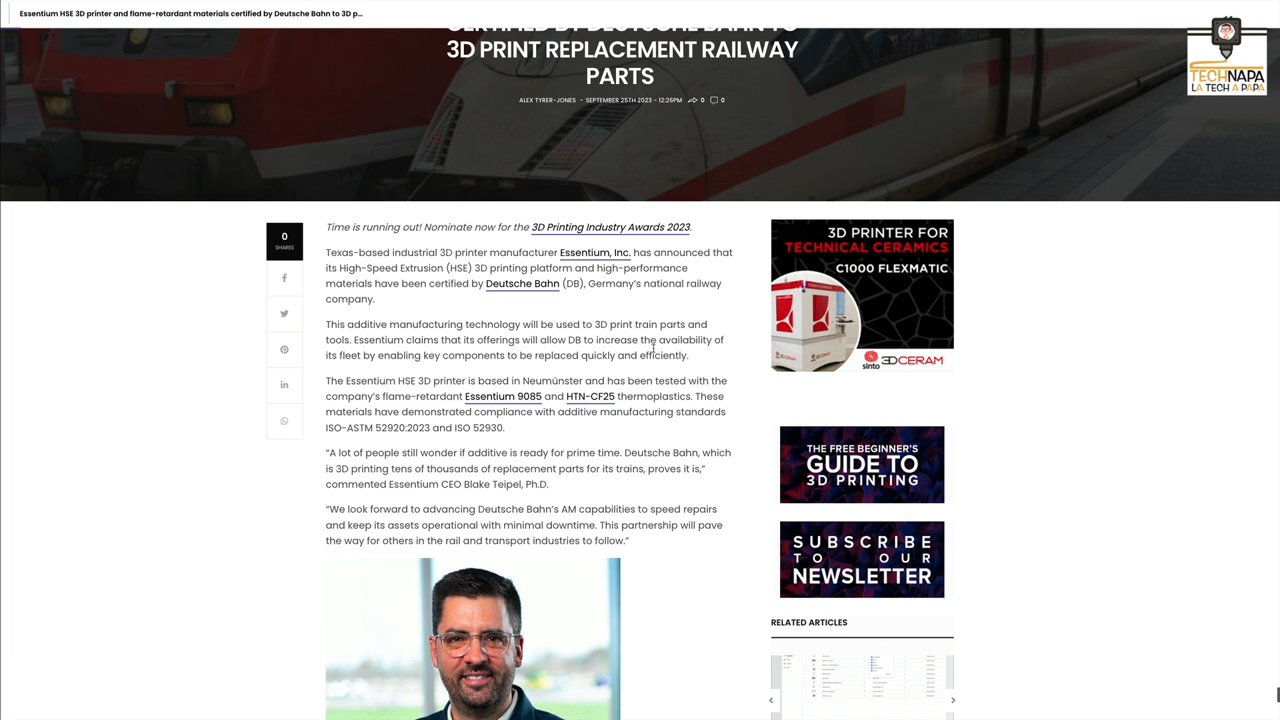 Essentium HSE 3D printer and flame-retardant materials certified by Deutsche Bahn to 3D p...
CERTIFIED BY DEUTSCHE BAHN TO
3D PRINT REPLACEMENT RAILWAY
PARTS
ALEX TYRER-JONES - SEPTEMBER 25TH 2023 - 12:26PM 0 0
TECHNAPA
LA TECH A PAPA
0
SHARES
Time is running out! Nominate now for the 3D Printing Industry Awards 2023.
Texas-based industrial 3D printer manufacturer Essentium, Inc. has announced that
its High-Speed Extrusion (HSE) 3D printing platform and high-performance
materials have been certified by Deutsche Bahn (DB), Germany's national railway
company.
This additive manufacturing technology will be used to 3D print train parts and
tools. Essentium claims that its offerings will allow DB to increase the availability of
its fleet by enabling key components to be replaced quickly and efficiently.
The Essentium HSE 3D printer is based in Neumünster and has been tested with the
company's flame-retardant Essentium 9085 and HTN-CF25 thermoplastics. These
materials have demonstrated compliance with additive manufacturing standards
ISO-ASTM 52920:2023 and ISO 52930.
“A lot of people still wonder if additive is ready for prime time. Deutsche Bahn, which
is 3D printing tens of thousands of replacement parts for its trains, proves it is,”
commented Essentium CEO Blake Teipel, Ph.D.
“We look forward to advancing Deutsche Bahn's AM capabilities to speed repairs
and keep its assets operational with minimal downtime. This partnership will pave
the way for others in the rail and transport industries to follow.”
3D PRINTER FOR
TECHNICAL CERAMICS
C1000 FLEXMATIC
sinto 3DCERAM
THE FREE BEGINNER'S
GUIDE TO
3D PRINTING
SUBSCRIBE
TO OUR
NEWSLETTER
RELATED ARTICLES